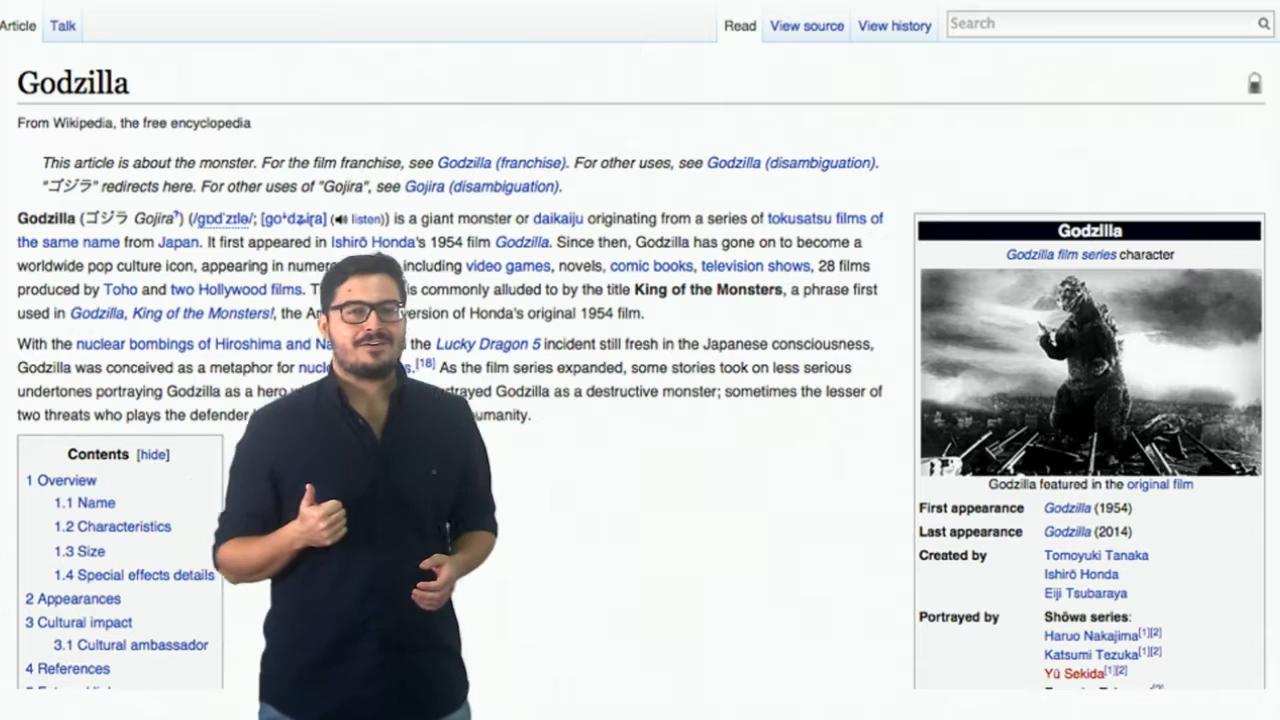 Article Talk Read View source View history Search
Godzilla
From Wikipedia, the free encyclopedia
This article is about the monster. For the film franchise, see Godzilla (franchise). For other uses, see Godzilla (disambiguation).
"ゴジラ" redirects here. For other uses of "Gojira", see Gojira (disambiguation).
Godzilla (ゴジラ Gojira?) (/ɡɒdˈzɪlə/; [ɡoꜜdʑiɾa] (listen)) is a giant monster or daikaiju originating from a series of tokusatsu films of
the same name from Japan. It first appeared in Ishirō Honda's 1954 film Godzilla. Since then, Godzilla has gone on to become a
worldwide pop culture icon, appearing in including video games, novels, comic books, television shows, 28 films
produced by Toho and two Hollywood films. is commonly alluded to by the title King of the Monsters, a phrase first
used in Godzilla, King of the Monsters!, the of Honda's original 1954 film.
With the nuclear bombings of Hiroshima and the Lucky Dragon 5 incident still fresh in the Japanese consciousness,
Godzilla was conceived as a metaphor for [18] As the film series expanded, some stories took on less serious
undertones portraying Godzilla as a hero Godzilla as a destructive monster; sometimes the lesser of
two threats who plays the defender
Contents [hide]
1 Overview
1.1 Name
1.2 Characteristics
1.3 Size
1.4 Special effects details
2 Appearances
3 Cultural impact
3.1 Cultural ambassador
4 References
Godzilla
Godzilla film series character
Godzilla featured in the original film
First appearance Godzilla (1954)
Last appearance Godzilla (2014)
Created by Tomoyuki Tanaka
Ishirō Honda
Eiji Tsubaraya
Portrayed by Shōwa series:
Haruo Nakajima[1][2]
Katsumi Tezuka[1][2]
Yū Sekida[1][2]